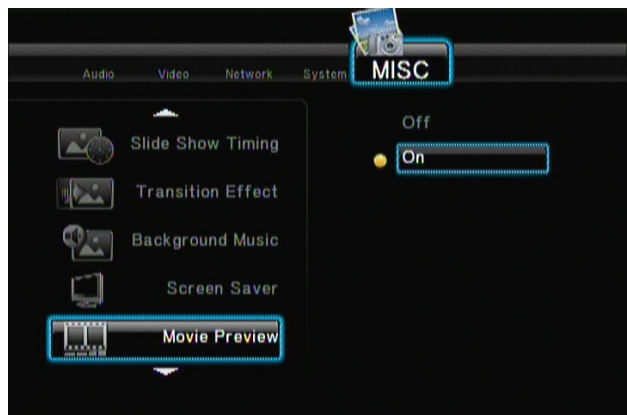 Audio Video Network System MISC
Slide Show Timing
Transition Effect
Background Music
Screen Saver
Movie Preview
Off
On